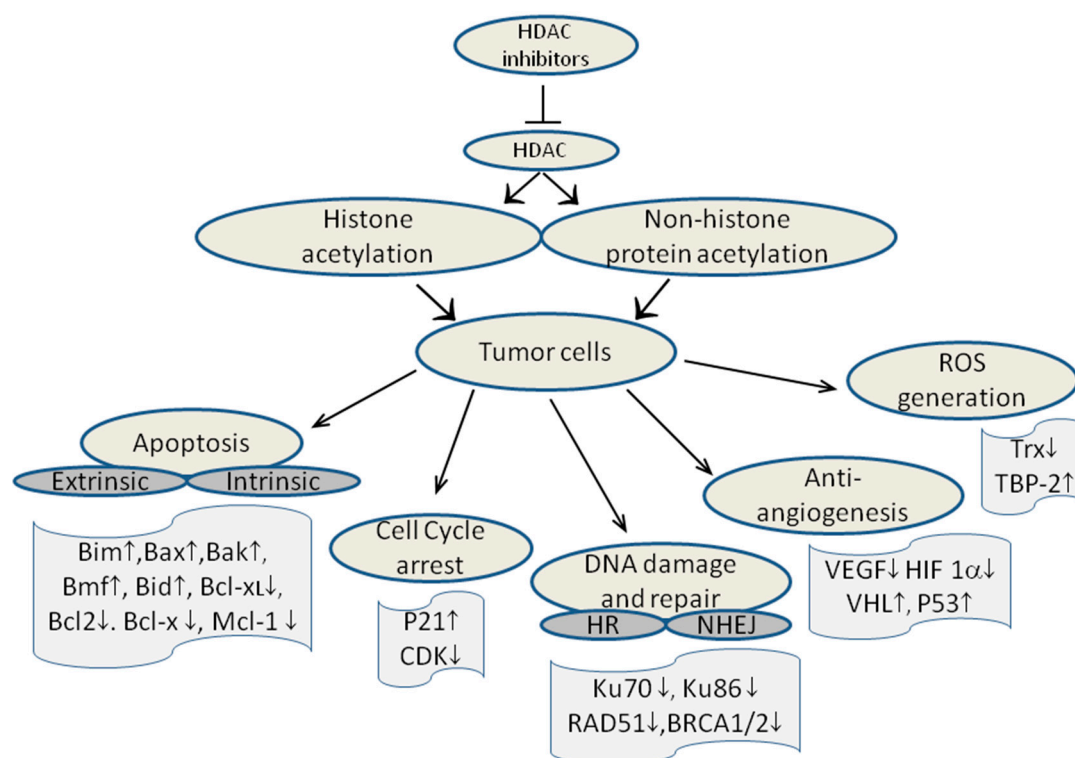 HDAC
inhibitors
HDAC
Histone
acetylation
Non-histone
protein acetylation
Tumor cells
ROS
generation
Trx↓
TBP-2↑
Apoptosis
Extrinsic
Intrinsic
Bim↑,Bax↑,Bak↑,
Bmf↑, Bid↑, Bcl-xʟ↓,
Bcl2↓. Bcl-x↓, Mcl-1 ↓
Cell Cycle
arrest
P21↑
CDK↓
DNA damage
and repair
HR
NHEJ
Ku70↓, Ku86↓
RAD51↓,BRCA1/2↓
Anti-
angiogenesis
VEGF↓ HIF 1α↓
VHL↑, P53↑